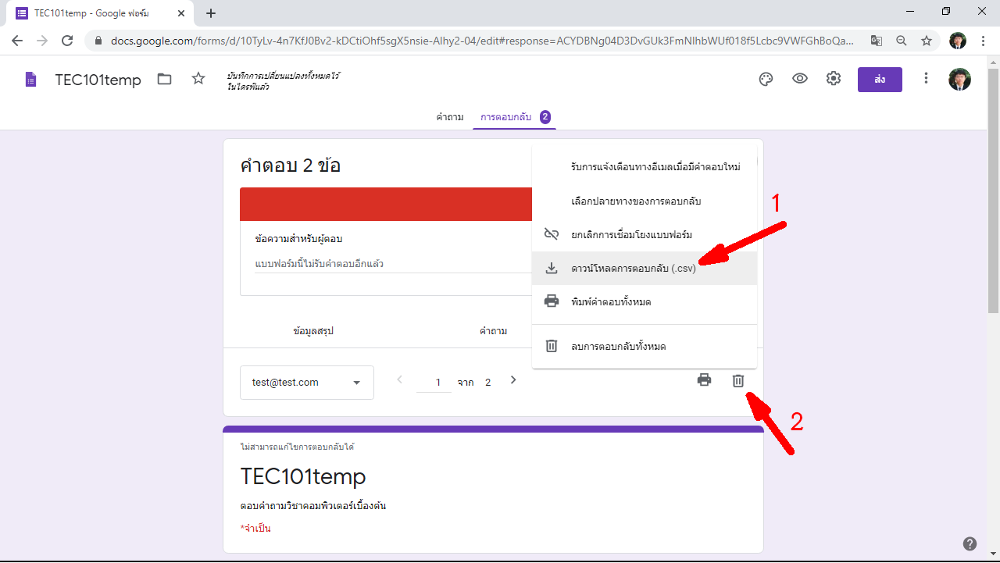 TEC101temp - Google ฟอร์ม
docs.google.com/forms/d/10TyLv-4n7KfJ0Bv2-kDCtiOhf5sgX5nsie-Alhy2-04/edit#response=ACYDBNg04D3DvGUk3FmNlhbWUf018f5Lcbc9VWFGhBoQa...
TEC101temp
บันทึกการเปลี่ยนแปลงทั้งหมดไว้
ในไดรฟ์แล้ว
ส่ง
คำถาม การตอบกลับ 2
คำตอบ 2 ข้อ
ข้อความสำหรับผู้ตอบ
แบบฟอร์มนี้ไม่รับคำตอบอีกแล้ว
ข้อมูลสรุป คำถาม
รับการแจ้งเตือนทางอีเมลเมื่อมีคำตอบใหม่
เลือกปลายทางของการตอบกลับ
1
ยกเลิกการเชื่อมโยงแบบฟอร์ม
ดาวน์โหลดการตอบกลับ (.csv)
พิมพ์คำตอบทั้งหมด
ลบการตอบกลับทั้งหมด
test@test.com 1 จาก 2
2
ไม่สามารถแก้ไขการตอบกลับได้
TEC101temp
ตอบคำถามวิชาคอมพิวเตอร์เบื้องต้น
*จำเป็น